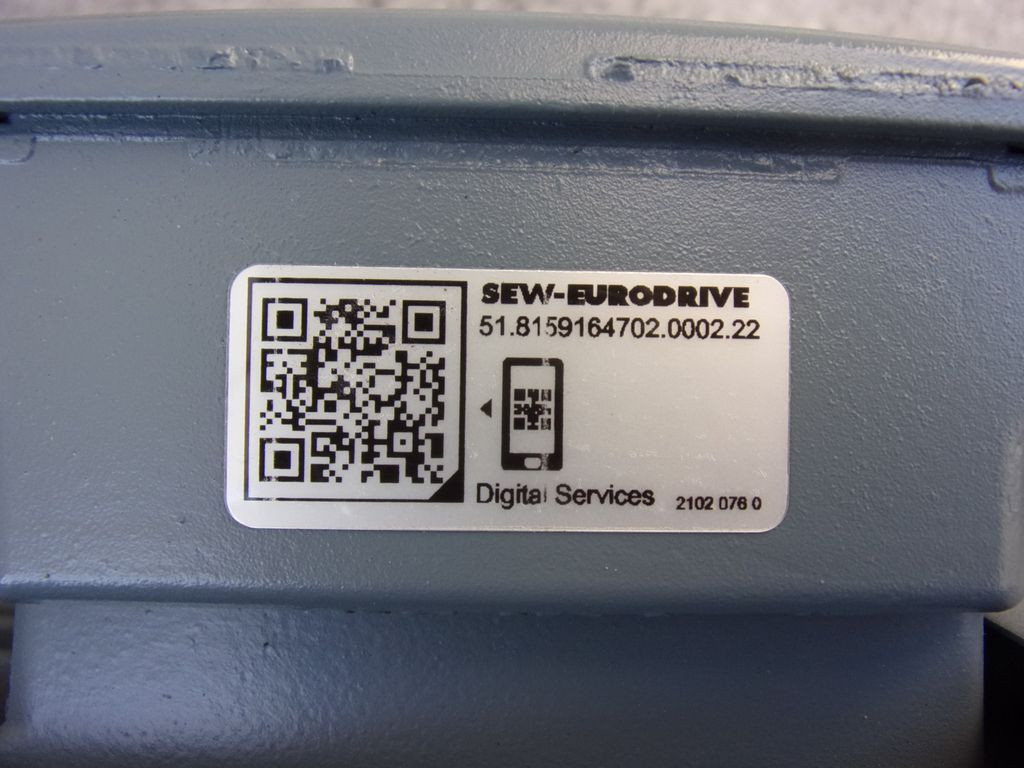 SEW-EURODRIVE
51.8159164702.0002.22
Digital Services
2102 076 0